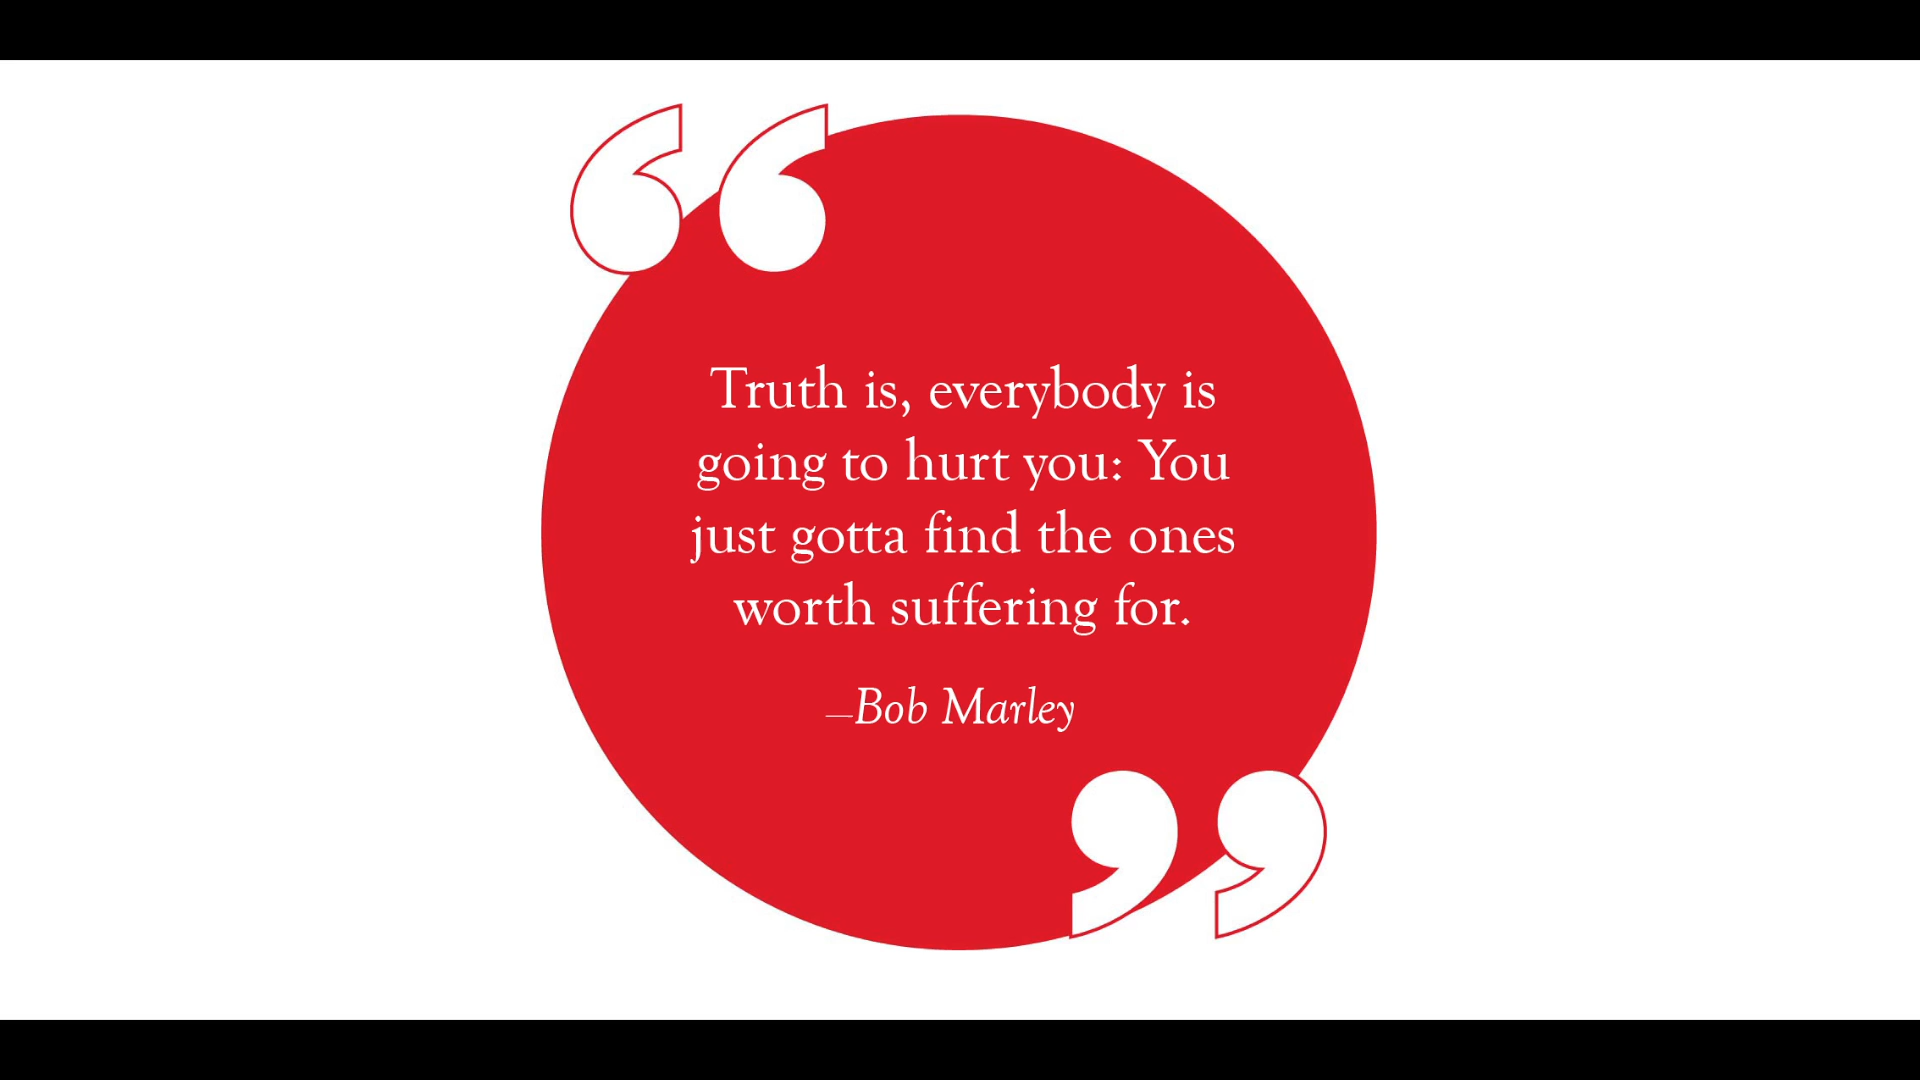 Truth is, everybody is
going to hurt you: You
just gotta find the ones
worth suffering for.
—Bob Marley